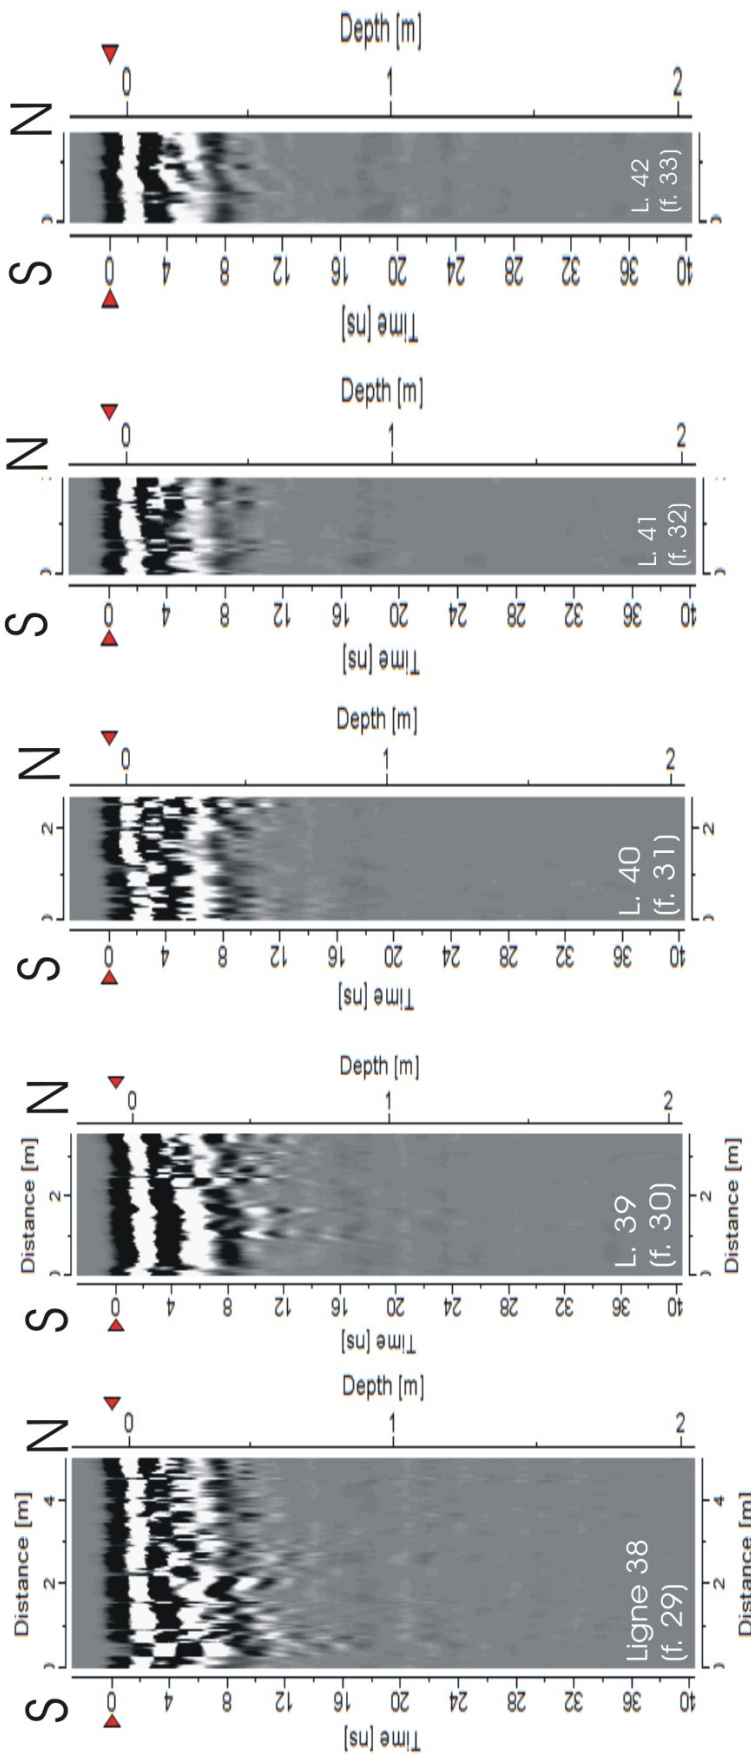 Depth [m]
0 1 2
N
L. 42
(f. 33)
S
0 4 8 12 16 20 24 28 32 36 40
Time [ns]
Depth [m]
0 1 2
N
L. 41
(f. 32)
S
0 4 8 12 16 20 24 28 32 36 40
Time [ns]
Depth [m]
0 1 2
N
2 2
L. 40
(f. 31)
S
0 4 8 12 16 20 24 28 32 36 40
Time [ns]
Depth [m]
0 1 2
N
Distance [m]
2 2
Distance [m]
L. 39
(f. 30)
S
0 4 8 12 16 20 24 28 32 36 40
Time [ns]
Depth [m]
0 1 2
N
Distance [m]
4 4
2 2
Distance [m]
Ligne 38
(f. 29)
S
0 4 8 12 16 20 24 28 32 36 40
Time [ns]